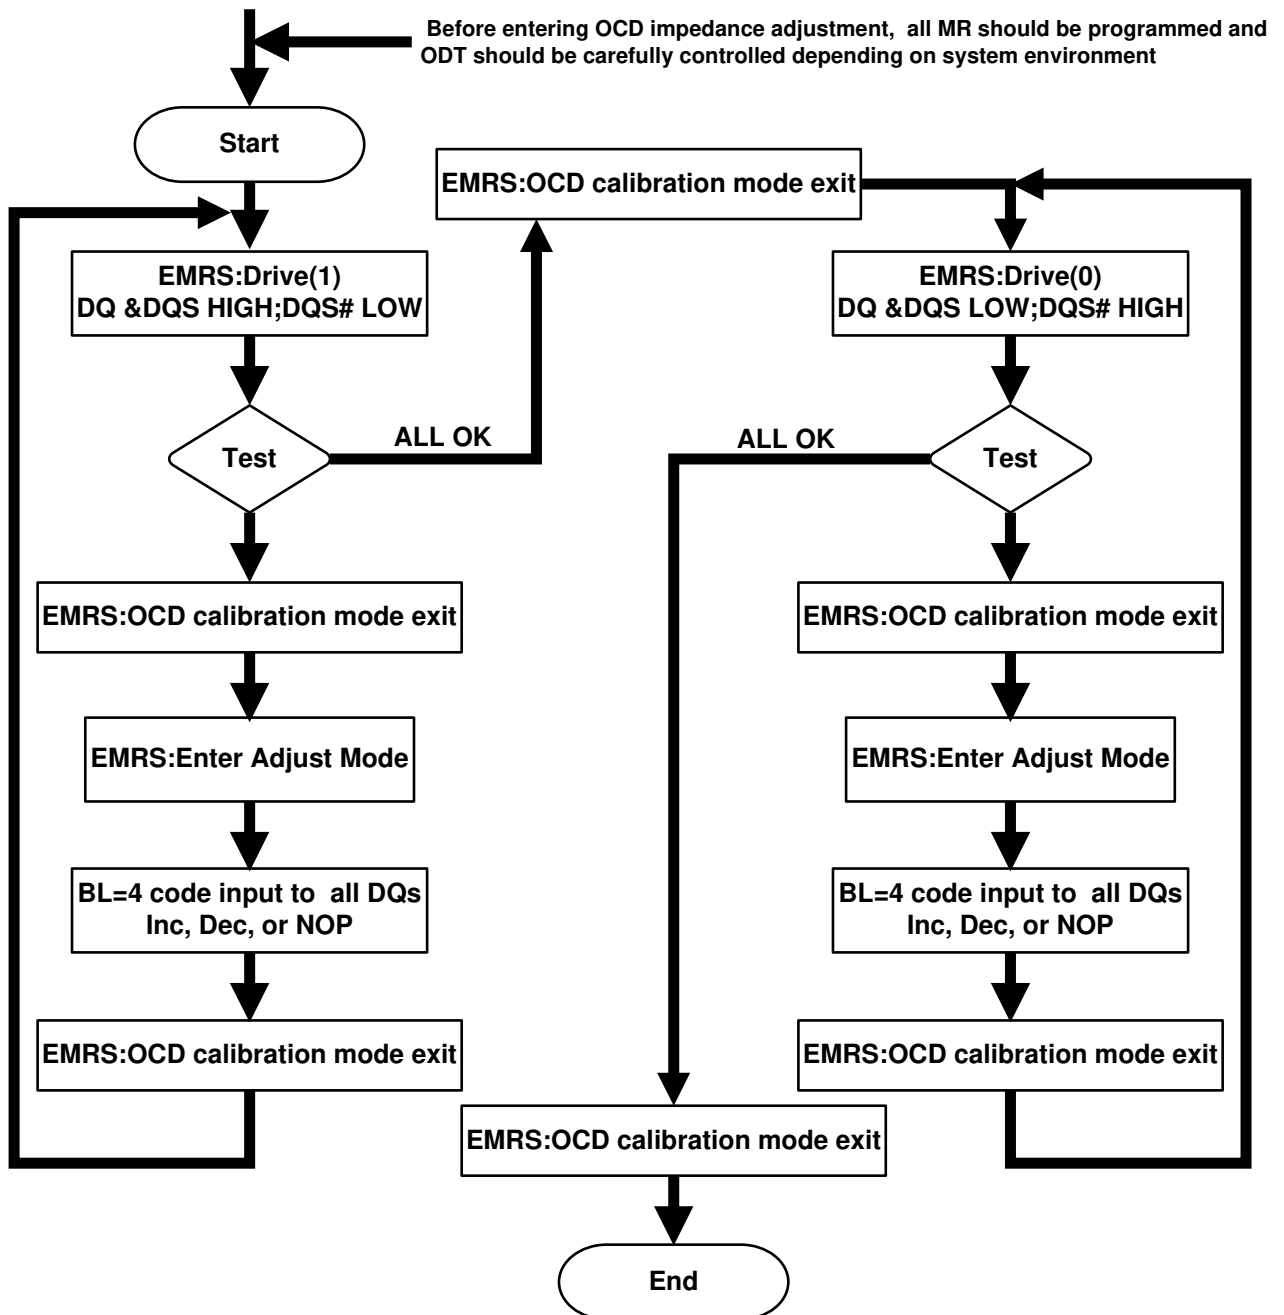 Before entering OCD impedance adjustment, all MR should be programmed and
ODT should be carefully controlled depending on system environment
Start
EMRS:OCD calibration mode exit
EMRS:Drive(1)
DQ &DQS HIGH;DQS# LOW
EMRS:Drive(0)
DQ &DQS LOW;DQS# HIGH
Test
ALL OK
ALL OK
Test
EMRS:OCD calibration mode exit
EMRS:OCD calibration mode exit
EMRS:Enter Adjust Mode
EMRS:Enter Adjust Mode
BL=4 code input to all DQs
Inc, Dec, or NOP
BL=4 code input to all DQs
Inc, Dec, or NOP
EMRS:OCD calibration mode exit
EMRS:OCD calibration mode exit
EMRS:OCD calibration mode exit
End